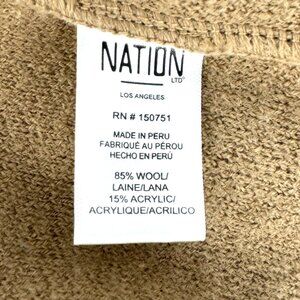 NATION
LTD
LOS ANGELES
RN # 150751
MADE IN PERU
FABRIQUÉ AU PÉROU
HECHO EN PERÚ
85% WOOL/
LAINE/LANA
15% ACRYLIC/
ACRYLIQUE/ACRILICO